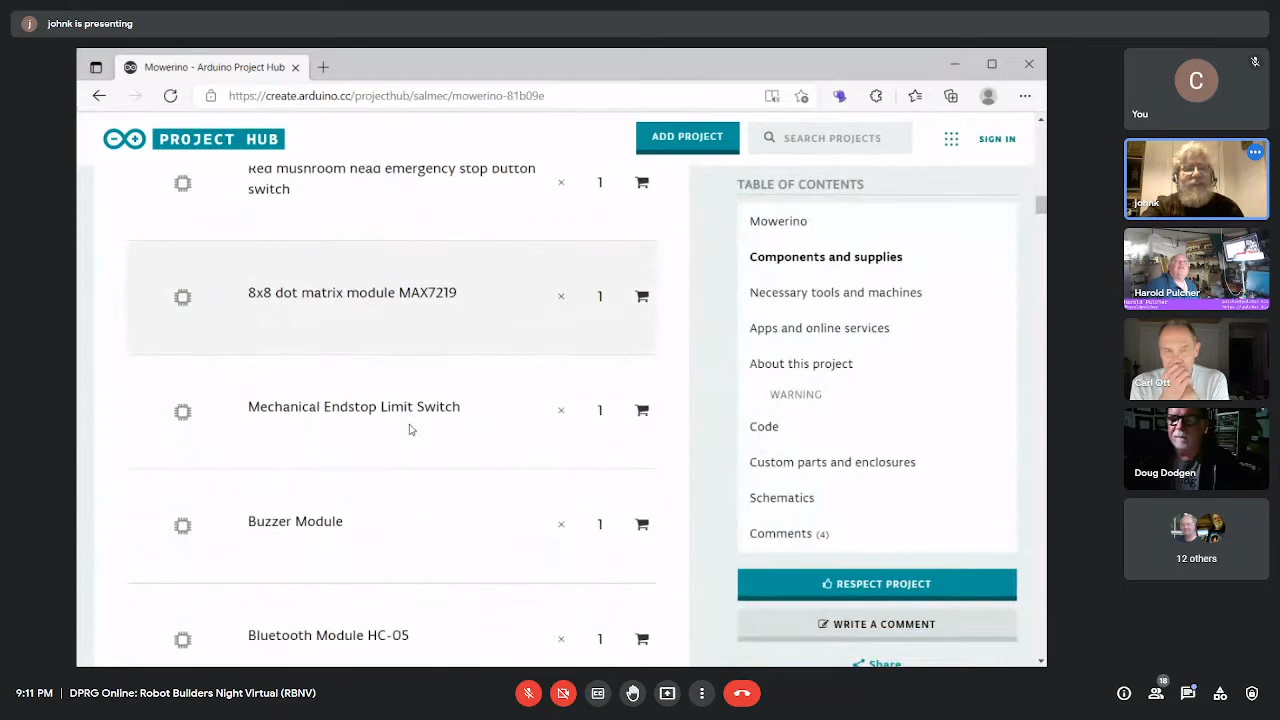 j johnk is presenting
Mowerino - Arduino Project Hub
https://create.arduino.cc/projecthub/salmec/mowerino-81b09e
PROJECT HUB
ADD PROJECT
SEARCH PROJECTS
SIGN IN
Red mushroom head emergency stop button
switch
× 1
8x8 dot matrix module MAX7219
× 1
Mechanical Endstop Limit Switch
× 1
Buzzer Module
× 1
Bluetooth Module HC-05
× 1
TABLE OF CONTENTS
Mowerino
Components and supplies
Necessary tools and machines
Apps and online services
About this project
WARNING
Code
Custom parts and enclosures
Schematics
Comments (4)
RESPECT PROJECT
WRITE A COMMENT
Share
C
You
johnk
Harold Pulcher
Carl Ott
Doug Dodgen
12 others
9:11 PM | DPRG Online: Robot Builders Night Virtual (RBNV)
18